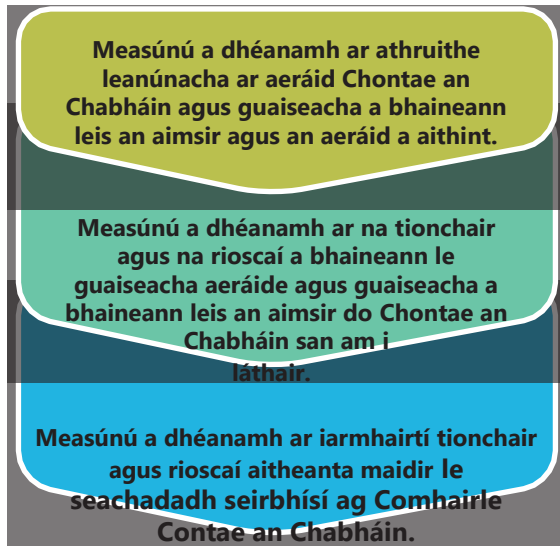 Measúnú a dhéanamh ar athruithe
leanúnacha ar aeráid Chontae an
Chabháin agus guaiseacha a bhaineann
leis an aimsir agus an aeráid a aithint.
Measúnú a dhéanamh ar na tionchair
agus na rioscaí a bhaineann le
guaiseacha aeráide agus guaiseacha a
bhaineann leis an aimsir do Chontae an
Chabháin san am i
láthair.
Measúnú a dhéanamh ar iarmhairtí tionchair
agus rioscaí aitheanta maidir le
seachadadh seirbhísí ag Comhairle
Contae an Chabháin.